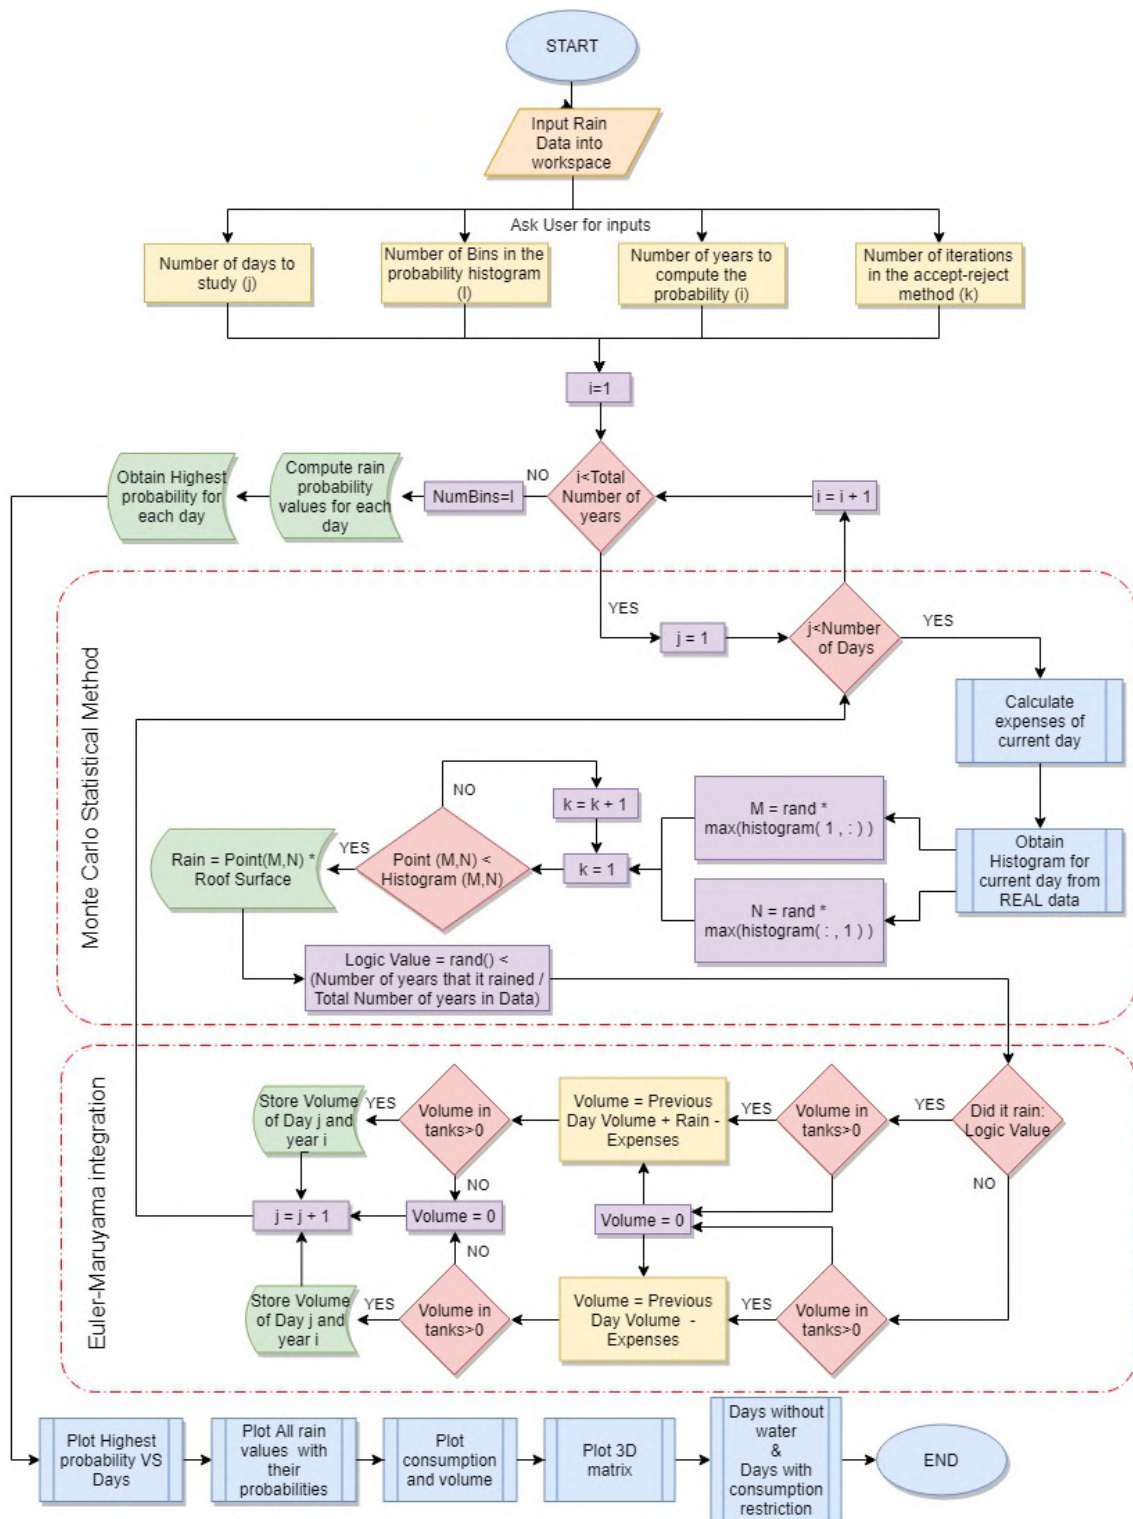 START
Input Rain
Data into
workspace
Ask User for inputs
Number of days to
study (j)
Number of Bins in the
probability histogram
(l)
Number of years to
compute the
probability (i)
Number of iterations
in the accept-reject
method (k)
i=1
i<Total
Number of
years
NO
YES
NumBins=l
Compute rain
probability
values for each
day
Obtain Highest
probability for
each day
i = i + 1
Monte Carlo Statistical Method
j = 1
j<Number
of Days
YES
Calculate
expenses of
current day
Obtain
Histogram for
current day from
REAL data
M = rand *
max(histogram( 1 , : ) )
N = rand *
max(histogram( : , 1 ) )
k = k + 1
k = 1
NO
Point (M,N) <
Histogram (M,N)
YES
Rain = Point(M,N) *
Roof Surface
Logic Value = rand() <
(Number of years that it rained /
Total Number of years in Data)
Euler-Maruyama integration
Did it rain:
Logic Value
YES
NO
Volume in
tanks>0
YES
Volume = Previous
Day Volume + Rain -
Expenses
Volume in
tanks>0
YES
Store Volume
of Day j and
year i
NO
Volume = 0
Volume = 0
j = j + 1
NO
Volume in
tanks>0
YES
Volume = Previous
Day Volume -
Expenses
Volume in
tanks>0
YES
Store Volume
of Day j and
year i
Plot Highest
probability VS
Days
Plot All rain
values with
their
probabilities
Plot
consumption
and volume
Plot 3D
matrix
Days without
water
&
Days with
consumption
restriction
END